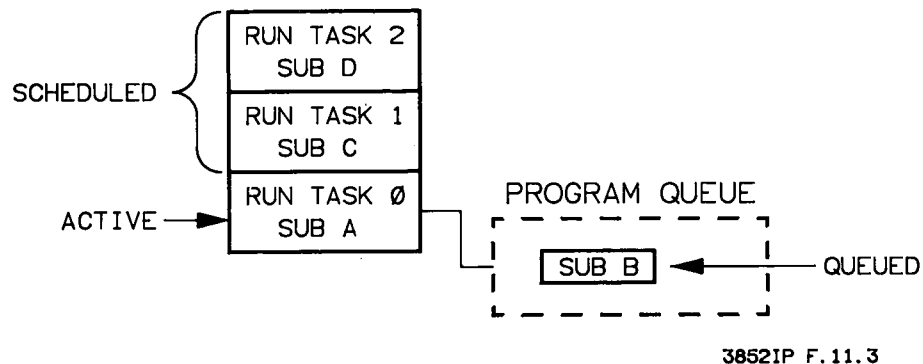 RUN TASK 2
SUB D
SCHEDULED
RUN TASK 1
SUB C
RUN TASK Ø
SUB A
ACTIVE
PROGRAM QUEUE
SUB B
QUEUED
3852IP F.11.3